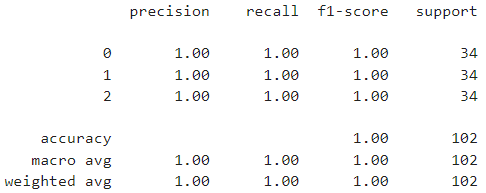 precision recall f1-score support
0 1.00 1.00 1.00 34
1 1.00 1.00 1.00 34
2 1.00 1.00 1.00 34
accuracy 1.00 102
macro avg 1.00 1.00 1.00 102
weighted avg 1.00 1.00 1.00 102